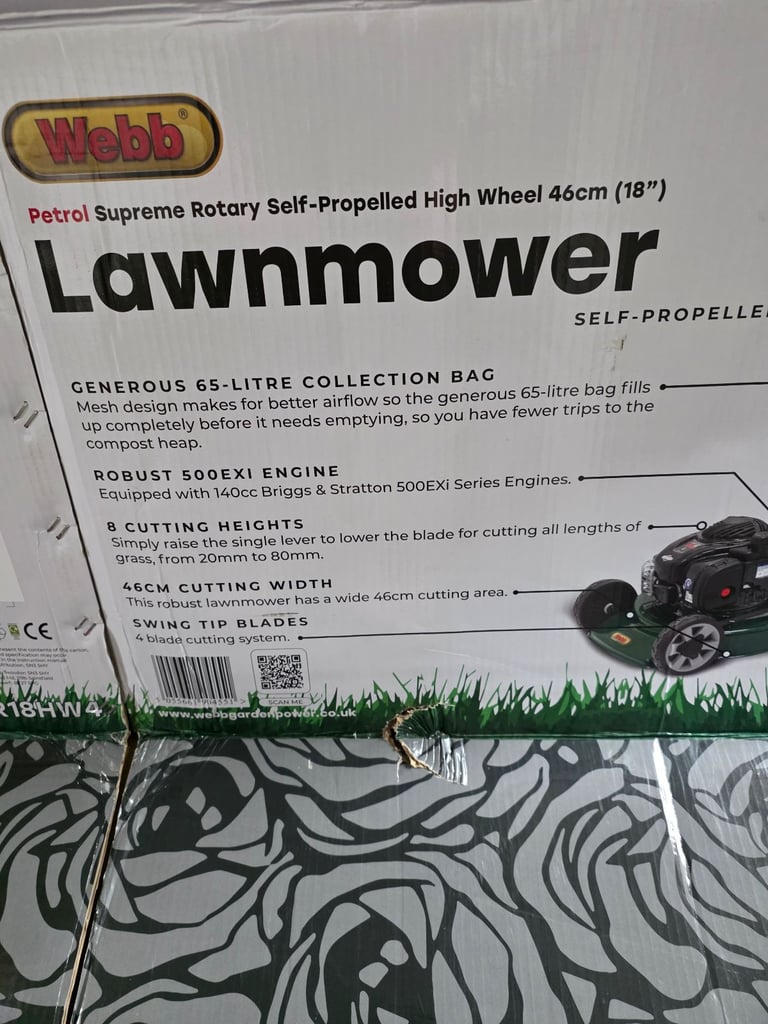 Webb®
Petrol Supreme Rotary Self-Propelled High Wheel 46cm (18")
Lawnmower
SELF-PROPELLE
GENEROUS 65-LITRE COLLECTION BAG
Mesh design makes for better airflow so the generous 65-litre bag fills
up completely before it needs emptying, so you have fewer trips to the
compost heap.
ROBUST 500EXI ENGINE
Equipped with 140cc Briggs & Stratton 500EXi Series Engines.
8 CUTTING HEIGHTS
Simply raise the single lever to lower the blade for cutting all lengths of
grass, from 20mm to 80mm.
46CM CUTTING WIDTH
This robust lawnmower has a wide 46cm cutting area.
SWING TIP BLADES
4 blade cutting system.
SCAN ME
www.webbgardenpower.co.uk
CE
R18HW4